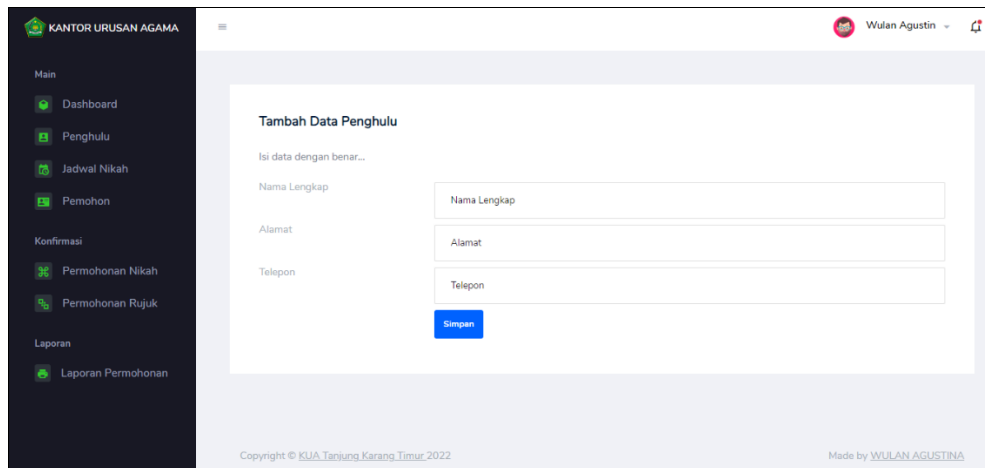 KANTOR URUSAN AGAMA
Wulan Agustin
Main
Dashboard
Penghulu
Jadwal Nikah
Pemohon
Konfirmasi
Permohonan Nikah
Permohonan Rujuk
Laporan
Laporan Permohonan
Tambah Data Penghulu
Isi data dengan benar...
Nama Lengkap
Nama Lengkap
Alamat
Alamat
Telepon
Telepon
Simpan
Copyright © KUA Tanjung Karang Timur 2022
Made by WULAN AGUSTINA